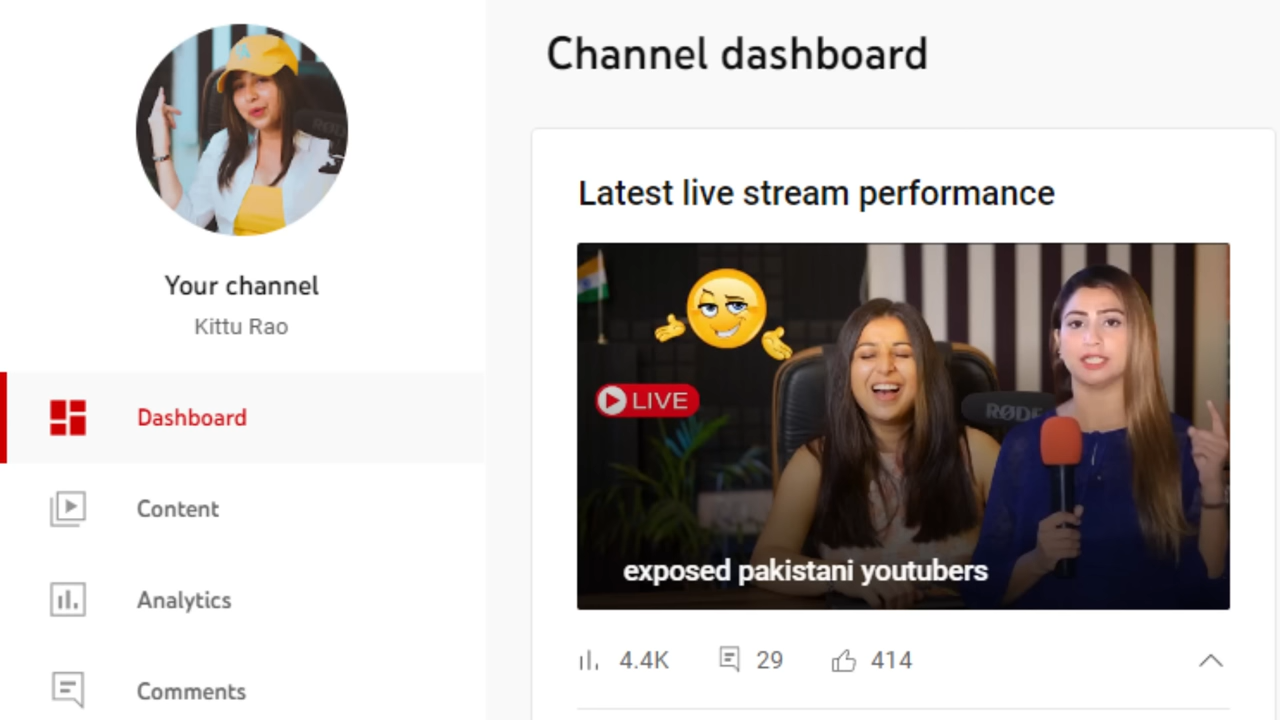 Channel dashboard
Latest live stream performance
RØDE
LIVE
exposed pakistani youtubers
4.4K 29 414
Your channel
Kittu Rao
Dashboard
Content
Analytics
Comments